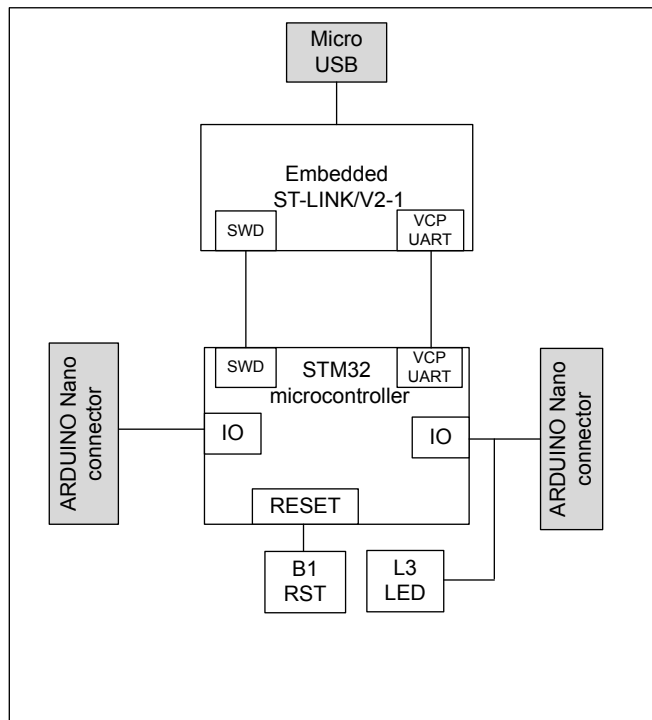 Micro
USB
Embedded
ST-LINK/V2-1
SWD
VCP
UART
SWD
STM32
microcontroller
VCP
UART
ARDUINO Nano
connector
IO
IO
ARDUINO Nano
connector
RESET
B1
RST
L3
LED